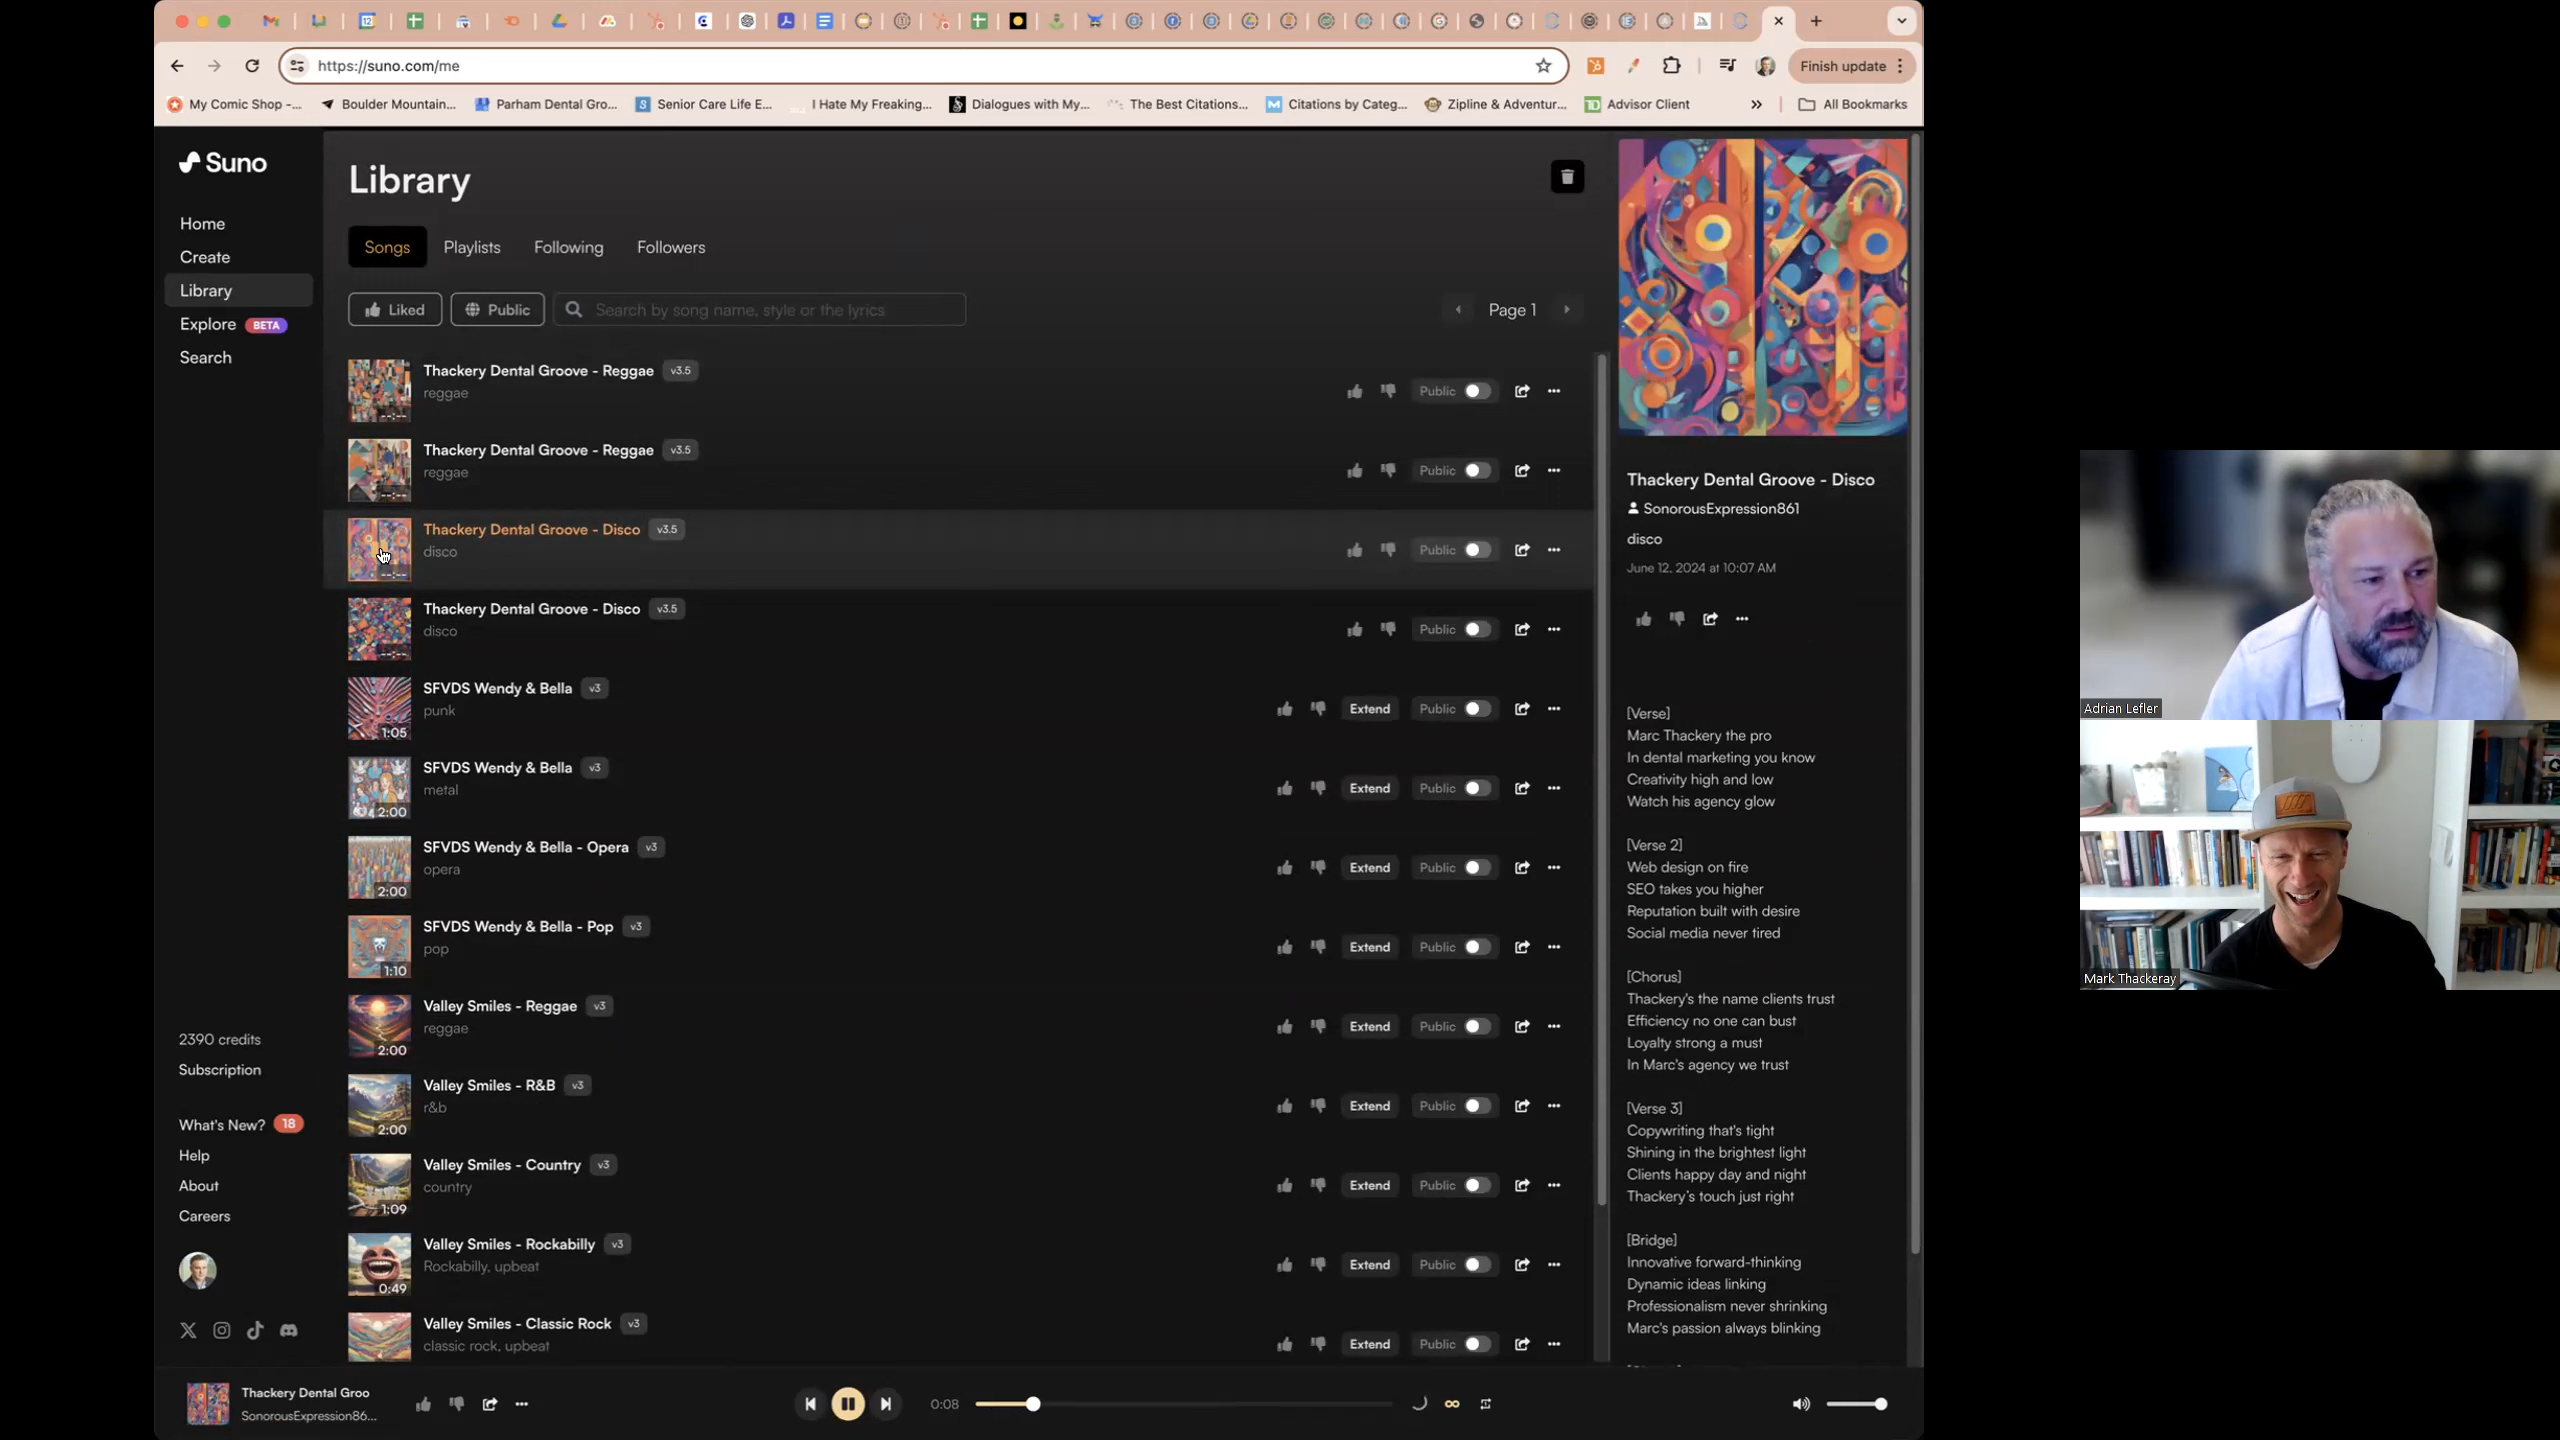 https://suno.com/me
Finish update
My Comic Shop -...
Boulder Mountain...
Parham Dental Gro...
Senior Care Life E...
I Hate My Freaking...
Dialogues with My...
The Best Citations...
Citations by Categ...
Zipline & Adventur...
Advisor Client
All Bookmarks
Suno
Home
Create
Library
Explore BETA
Search
2390 credits
Subscription
What's New? 18
Help
About
Careers
Library
Songs
Playlists
Following
Followers
Liked
Public
Search by song name, style or the lyrics
Page 1
Thackery Dental Groove - Reggae v3.5
reggae
--:--
Public
Thackery Dental Groove - Reggae v3.5
reggae
--:--
Public
Thackery Dental Groove - Disco v3.5
disco
--:--
Public
Thackery Dental Groove - Disco v3.5
disco
--:--
Public
SFVDS Wendy & Bella v3
punk
1:05
Extend
Public
SFVDS Wendy & Bella v3
metal
2:00
Extend
Public
SFVDS Wendy & Bella - Opera v3
opera
2:00
Extend
Public
SFVDS Wendy & Bella - Pop v3
pop
1:10
Extend
Public
Valley Smiles - Reggae v3
reggae
2:00
Extend
Public
Valley Smiles - R&B v3
r&b
2:00
Extend
Public
Valley Smiles - Country v3
country
1:09
Extend
Public
Valley Smiles - Rockabilly v3
Rockabilly, upbeat
0:49
Extend
Public
Valley Smiles - Classic Rock v3
classic rock, upbeat
Extend
Public
Thackery Dental Groove - Disco
SonorousExpression861
disco
June 12, 2024 at 10:07 AM
[Verse]
Marc Thackery the pro
In dental marketing you know
Creativity high and low
Watch his agency glow
[Verse 2]
Web design on fire
SEO takes you higher
Reputation built with desire
Social media never tired
[Chorus]
Thackery's the name clients trust
Efficiency no one can bust
Loyalty strong a must
In Marc's agency we trust
[Verse 3]
Copywriting that's tight
Shining in the brightest light
Clients happy day and night
Thackery's touch just right
[Bridge]
Innovative forward-thinking
Dynamic ideas linking
Professionalism never shrinking
Marc's passion always blinking
Thackery Dental Groo
SonorousExpression86...
0:08
Adrian Lefler
Mark Thackeray